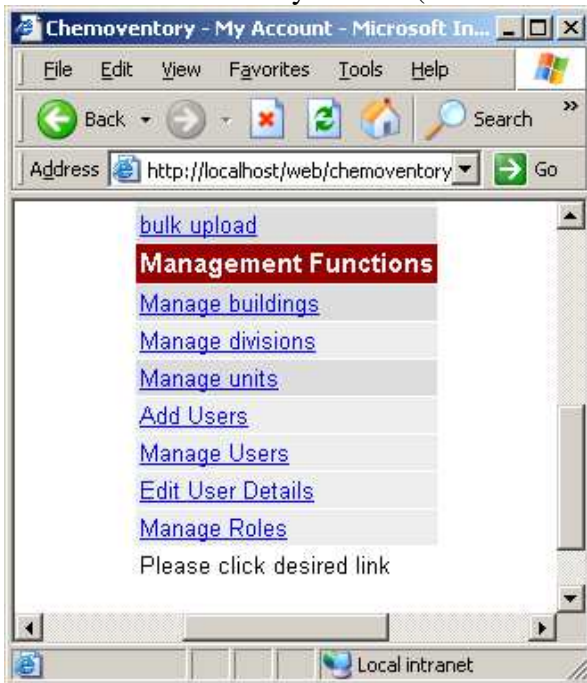 Chemoventory - My Account - Microsoft In...
File Edit View Favorites Tools Help
Back Search »
Address http://localhost/web/chemoventory Go
bulk upload
Management Functions
Manage buildings
Manage divisions
Manage units
Add Users
Manage Users
Edit User Details
Manage Roles
Please click desired link
Local intranet